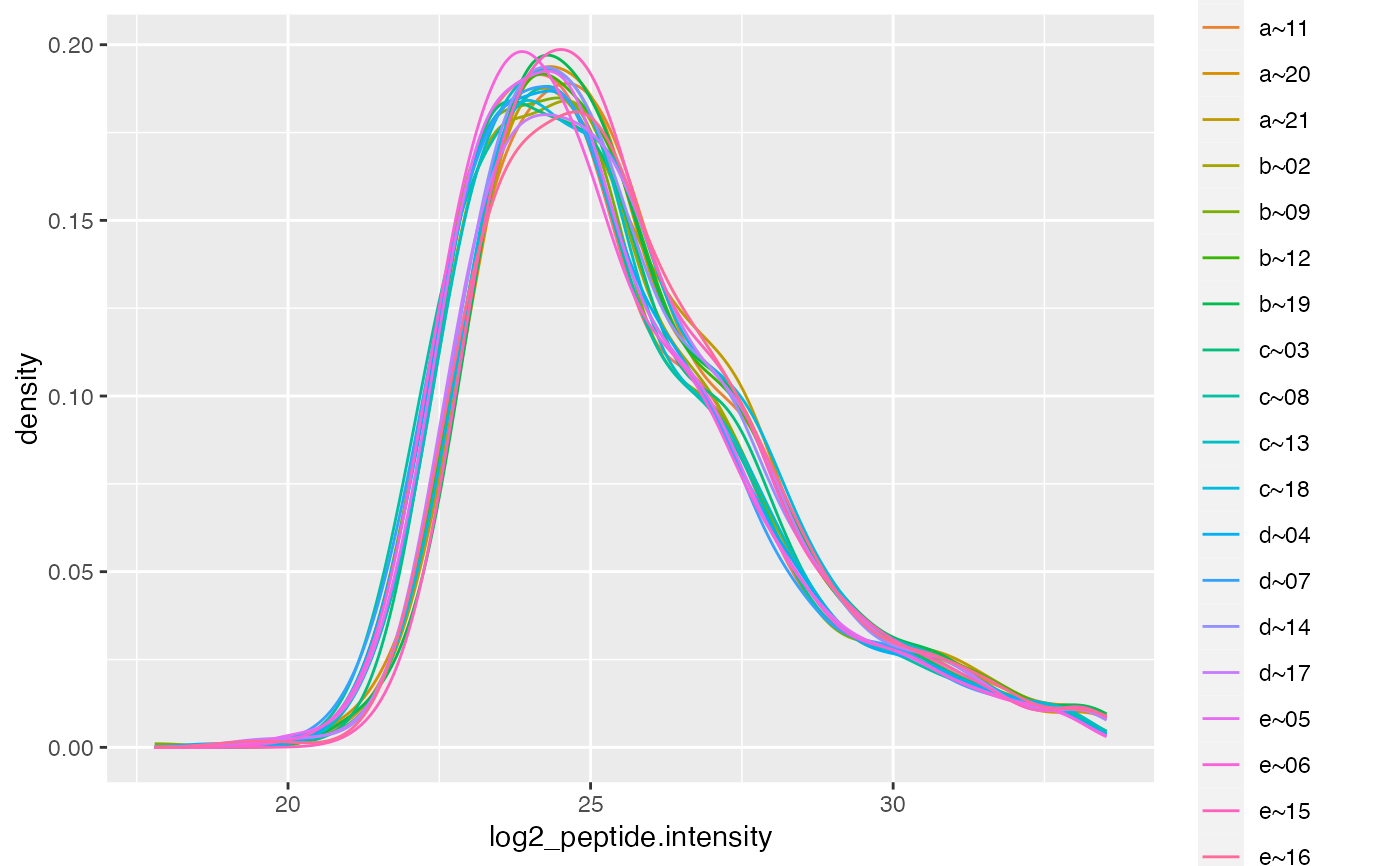 0.20
0.15
0.10
0.05
0.00
density
20 25 30
log2_peptide.intensity
a~11
a~20
a~21
b~02
b~09
b~12
b~19
c~03
c~08
c~13
c~18
d~04
d~07
d~14
d~17
e~05
e~06
e~15
e~16